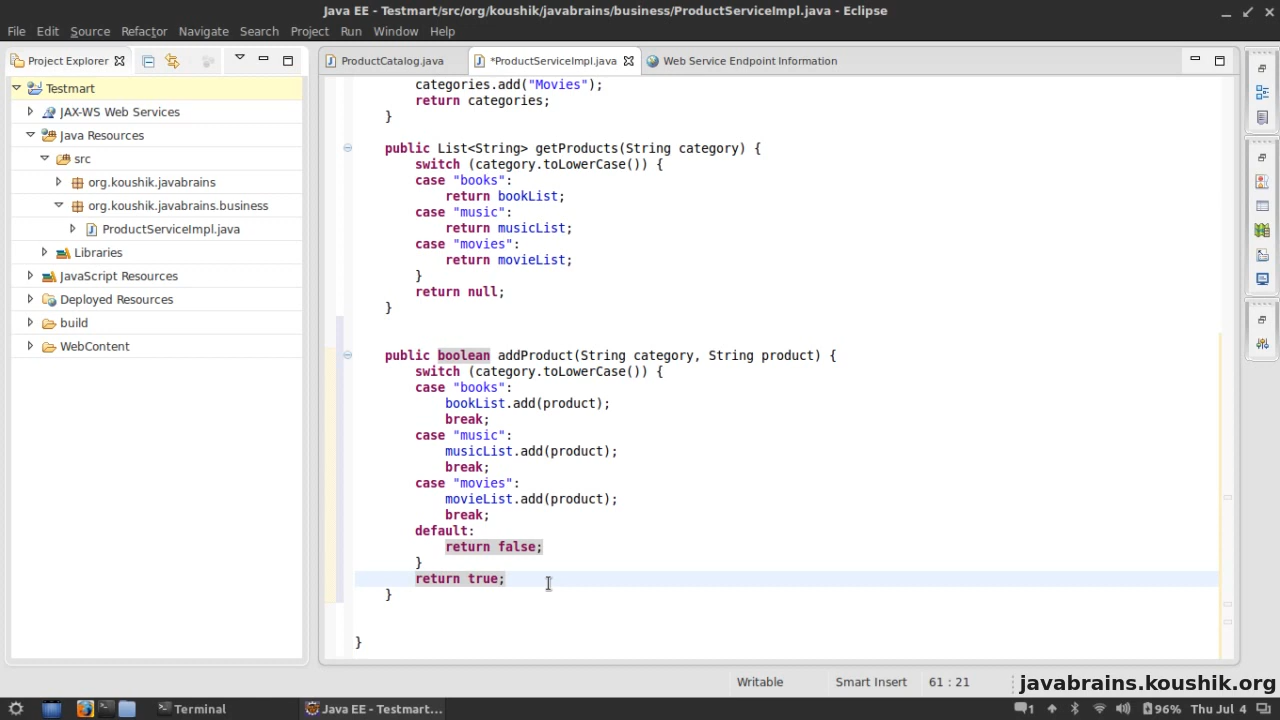 Java EE - Testmart/src/org/koushik/javabrains/business/ProductServiceImpl.java - Eclipse
File Edit Source Refactor Navigate Search Project Run Window Help
Project Explorer
ProductCatalog.java
*ProductServiceImpl.java
Web Service Endpoint Information
Testmart
JAX-WS Web Services
Java Resources
src
org.koushik.javabrains
org.koushik.javabrains.business
ProductServiceImpl.java
Libraries
JavaScript Resources
Deployed Resources
build
WebContent
categories.add("Movies");
return categories;
}
public List<String> getProducts(String category) {
switch (category.toLowerCase()) {
case "books":
return bookList;
case "music":
return musicList;
case "movies":
return movieList;
}
return null;
}
public boolean addProduct(String category, String product) {
switch (category.toLowerCase()) {
case "books":
bookList.add(product);
break;
case "music":
musicList.add(product);
break;
case "movies":
movieList.add(product);
break;
default:
return false;
}
return true;
}
}
Writable
Smart Insert
61 : 21
javabrains.koushik.org
Terminal
Java EE - Testmart...
1
96%
Thu Jul 4